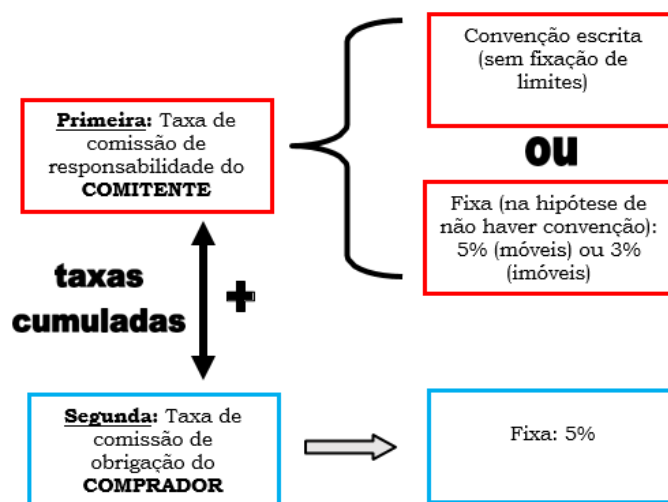 Convenção escrita
(sem fixação de
limites)
Primeira: Taxa de
comissão de
responsabilidade do
COMITENTE
ou
Fixa (na hipótese de
não haver convenção):
5% (móveis) ou 3%
(imóveis)
taxas
cumuladas
+
Segunda: Taxa de
comissão de
obrigação do
COMPRADOR
Fixa: 5%